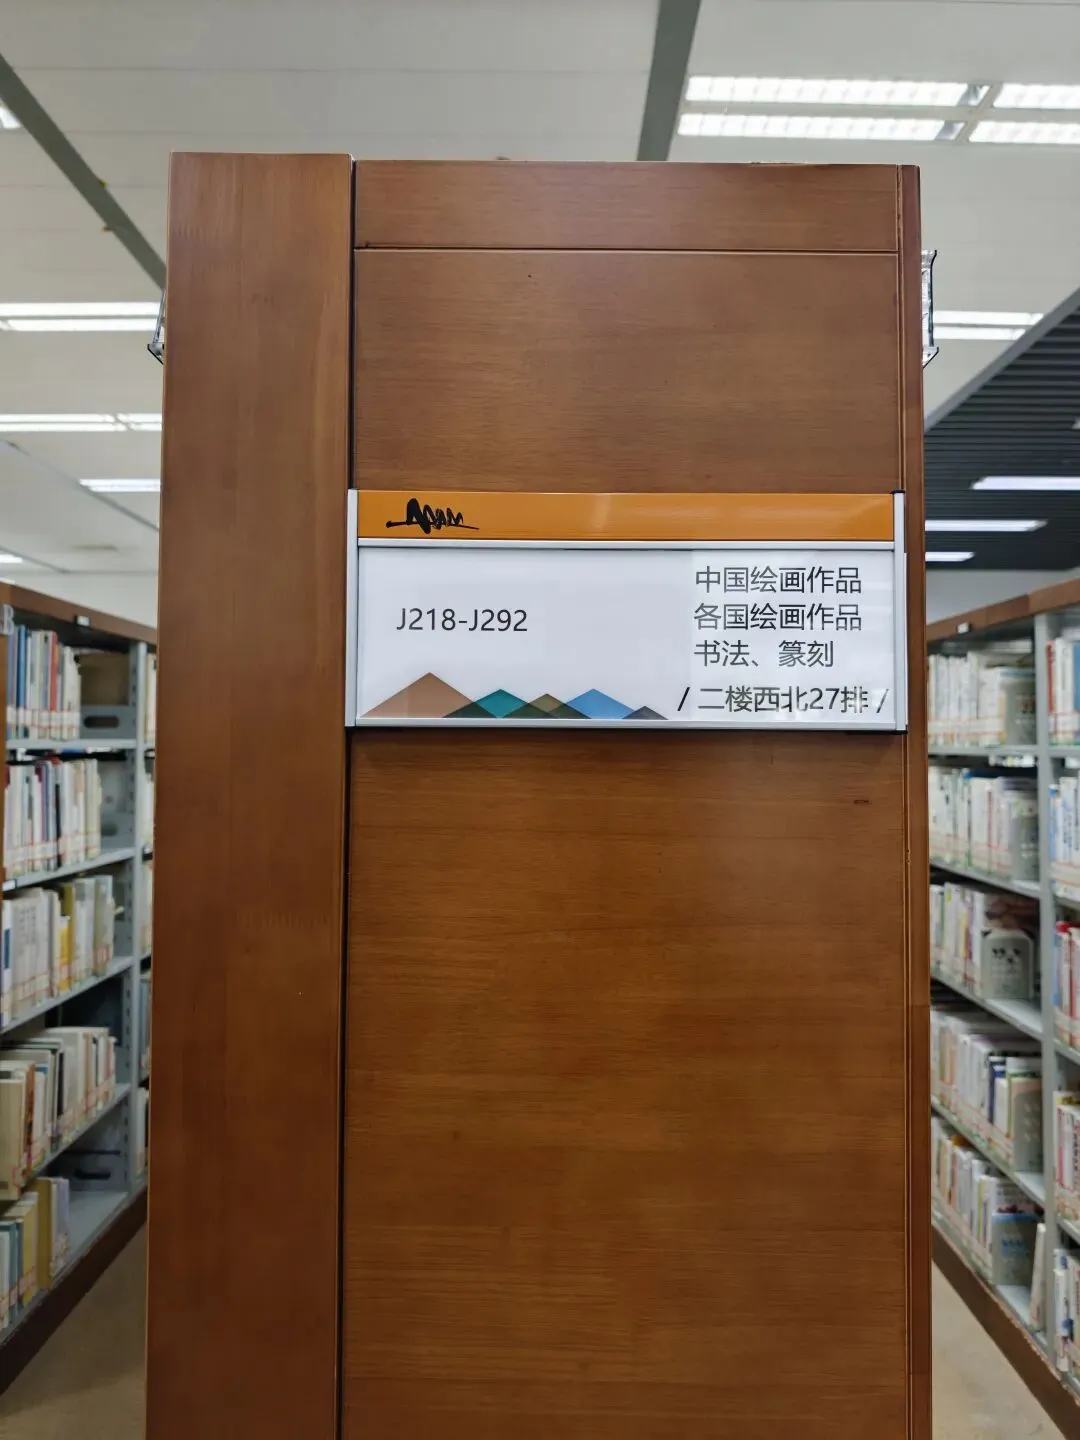 J218-J292
中国绘画作品
各国绘画作品
书法、篆刻
/ 二楼西北27排 /